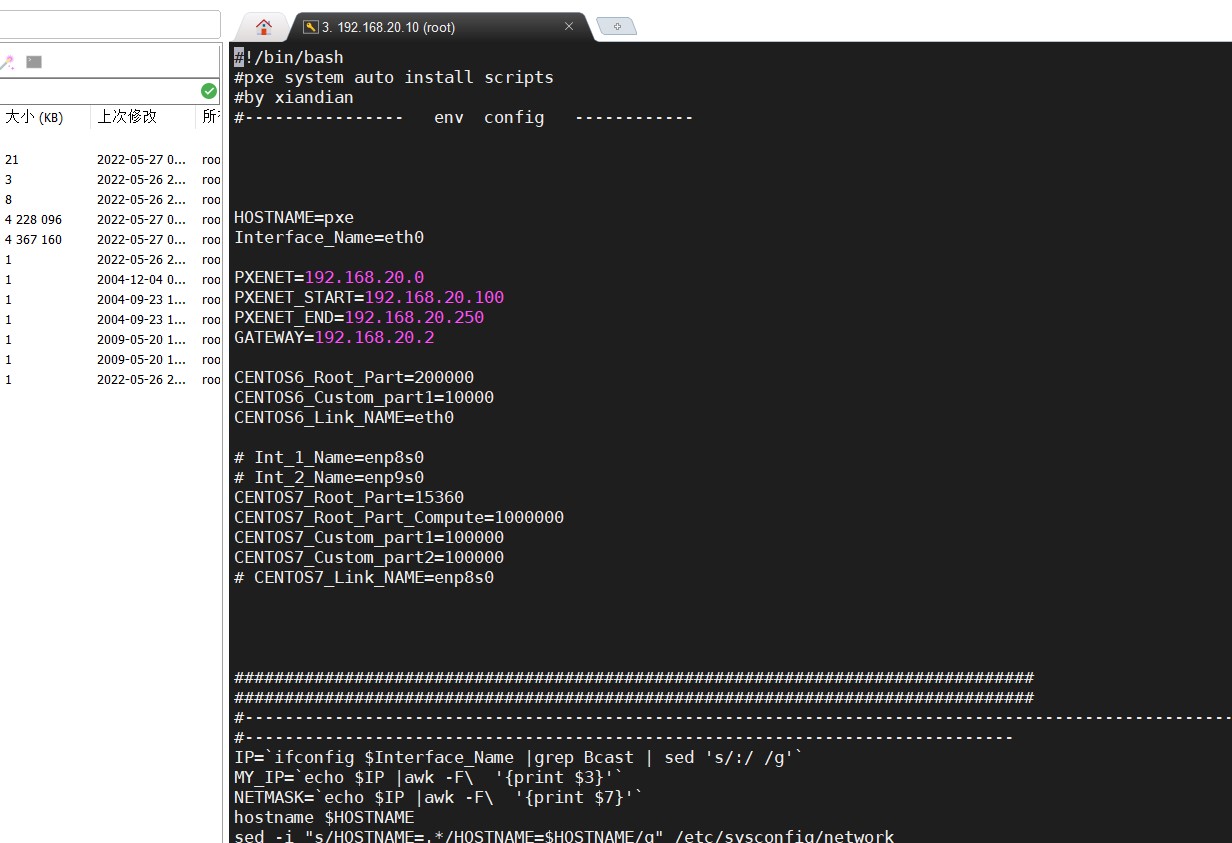 3. 192.168.20.10 (root)
大小 (KB)
上次修改
所
21
2022-05-27 0...
roo
3
2022-05-26 2...
roo
8
2022-05-26 2...
roo
4 228 096
2022-05-27 0...
roo
4 367 160
2022-05-27 0...
roo
1
2022-05-26 2...
roo
1
2004-12-04 0...
roo
1
2004-09-23 1...
roo
1
2004-09-23 1...
roo
1
2009-05-20 1...
roo
1
2009-05-20 1...
roo
1
2022-05-26 2...
roo
#!/bin/bash
#pxe system auto install scripts
#by xiandian
#----------------   env  config   ------------
HOSTNAME=pxe
Interface_Name=eth0
PXENET=192.168.20.0
PXENET_START=192.168.20.100
PXENET_END=192.168.20.250
GATEWAY=192.168.20.2
CENTOS6_Root_Part=200000
CENTOS6_Custom_part1=10000
CENTOS6_Link_NAME=eth0
# Int_1_Name=enp8s0
# Int_2_Name=enp9s0
CENTOS7_Root_Part=15360
CENTOS7_Root_Part_Compute=1000000
CENTOS7_Custom_part1=100000
CENTOS7_Custom_part2=100000
# CENTOS7_Link_NAME=enp8s0
################################################################################
################################################################################
#---------------------------------------------------------------------------------------------------
#-----------------------------------------------------------------------------
IP=`ifconfig $Interface_Name |grep Bcast | sed 's/:/ /g'`
MY_IP=`echo $IP |awk -F\  '{print $3}'`
NETMASK=`echo $IP |awk -F\  '{print $7}'`
hostname $HOSTNAME
sed -i "s/HOSTNAME=.*/HOSTNAME=$HOSTNAME/g" /etc/sysconfig/network